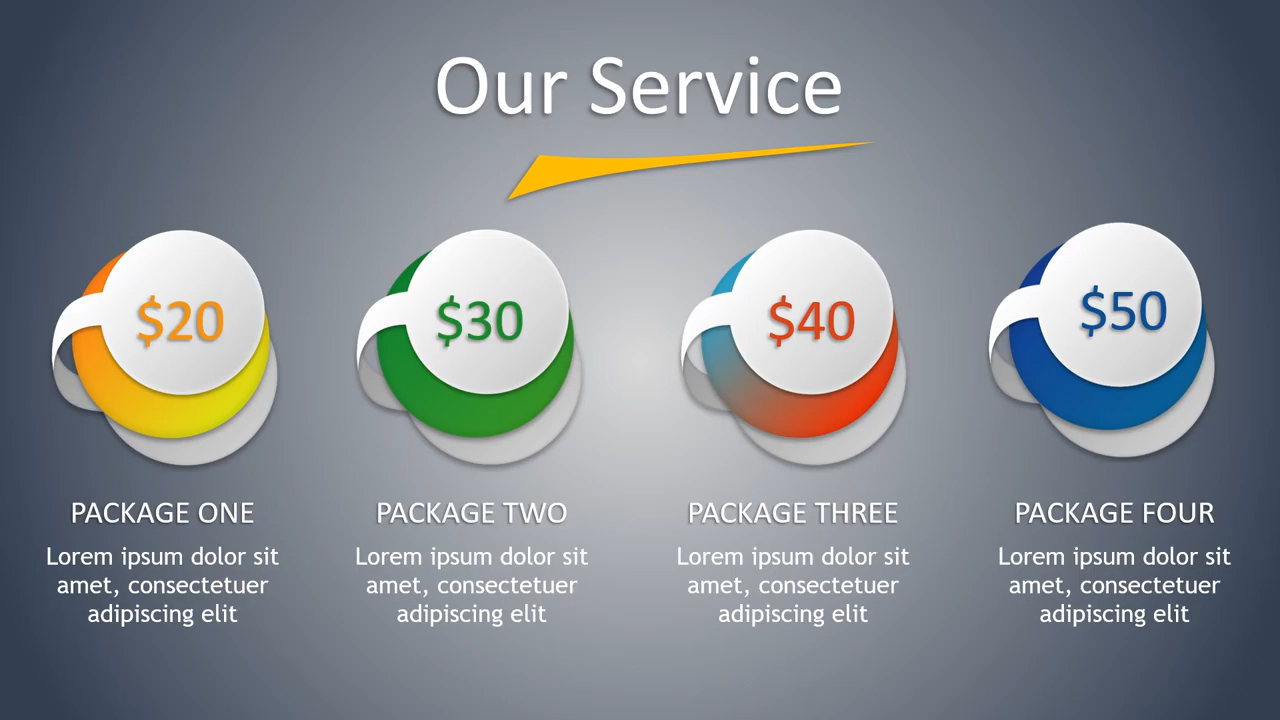 Our Service
$20
$30
$40
$50
PACKAGE ONE
Lorem ipsum dolor sit
amet, consectetuer
adipiscing elit
PACKAGE TWO
Lorem ipsum dolor sit
amet, consectetuer
adipiscing elit
PACKAGE THREE
Lorem ipsum dolor sit
amet, consectetuer
adipiscing elit
PACKAGE FOUR
Lorem ipsum dolor sit
amet, consectetuer
adipiscing elit